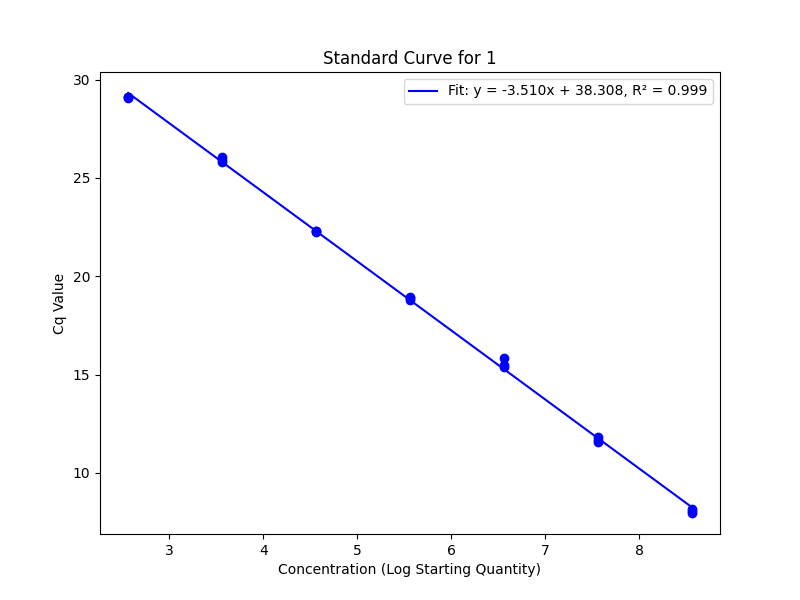 Standard Curve for 1
Fit: y = -3.510x + 38.308, R² = 0.999
30
25
20
15
10
Cq Value
3 4 5 6 7 8
Concentration (Log Starting Quantity)